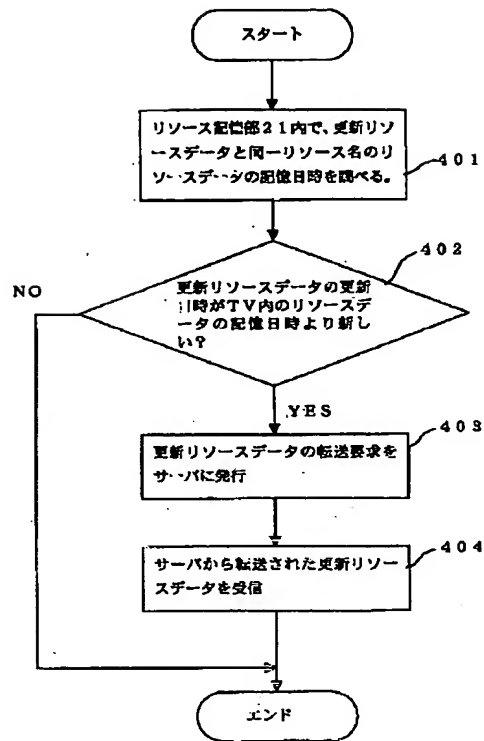 スタート
リソース記憶部21内で、更新リソ
ースデータと同一リソース名のリ
ソースデータの記憶日時を調べる。
401
402
更新リソースデータの更新
日時がTV内のリソースデ
ータの記憶日時より新し
い?
NO
YES
403
更新リソースデータの転送要求を
サーバに発行
404
サーバから転送された更新リソー
スデータを受信
エンド